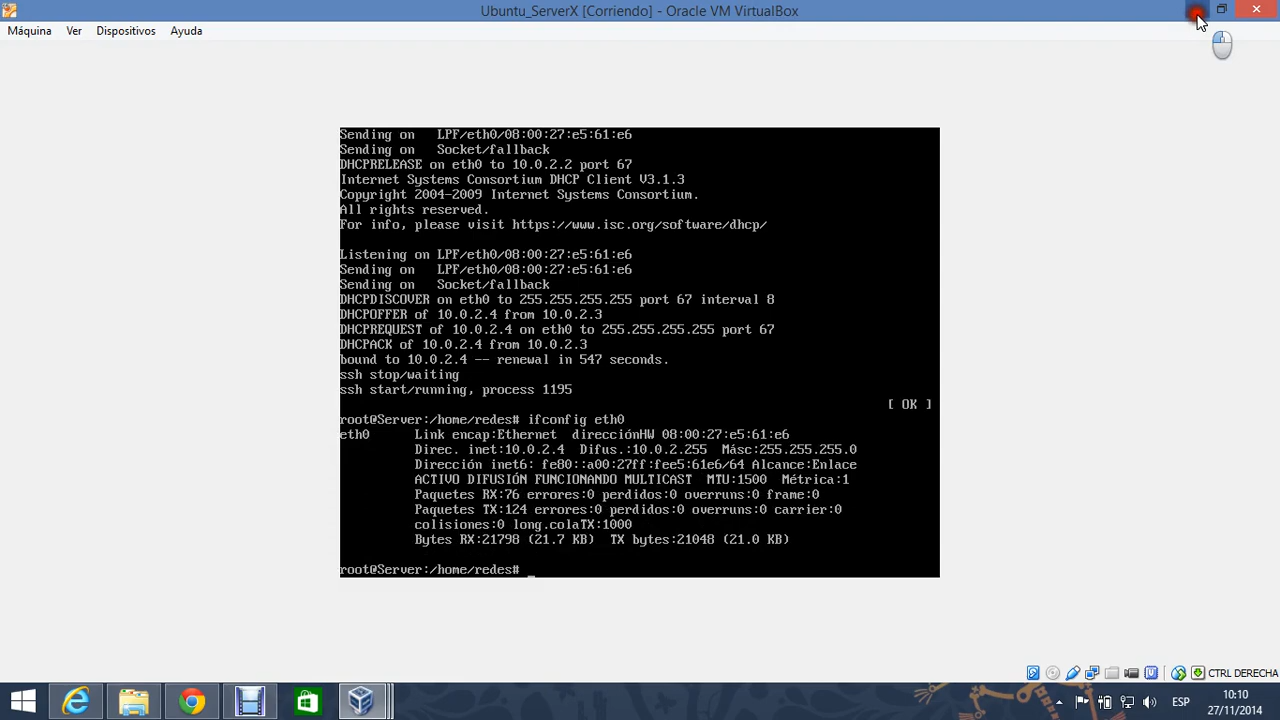 Ubuntu_ServerX [Corriendo] - Oracle VM VirtualBox
Máquina Ver Dispositivos Ayuda
Sending on   LPF/eth0/08:00:27:e5:61:e6
Sending on   Socket/fallback
DHCPRELEASE on eth0 to 10.0.2.2 port 67
Internet Systems Consortium DHCP Client V3.1.3
Copyright 2004-2009 Internet Systems Consortium.
All rights reserved.
For info, please visit https://www.isc.org/software/dhcp/
Listening on LPF/eth0/08:00:27:e5:61:e6
Sending on   LPF/eth0/08:00:27:e5:61:e6
Sending on   Socket/fallback
DHCPDISCOVER on eth0 to 255.255.255.255 port 67 interval 8
DHCPOFFER of 10.0.2.4 from 10.0.2.3
DHCPREQUEST of 10.0.2.4 on eth0 to 255.255.255.255 port 67
DHCPACK of 10.0.2.4 from 10.0.2.3
bound to 10.0.2.4 -- renewal in 547 seconds.
ssh stop/waiting
ssh start/running, process 1195
[ OK ]
root@Server:/home/redes# ifconfig eth0
eth0      Link encap:Ethernet  direcciónHW 08:00:27:e5:61:e6
Direc. inet:10.0.2.4  Difus.:10.0.2.255  Másc:255.255.255.0
Dirección inet6: fe80::a00:27ff:fee5:61e6/64 Alcance:Enlace
ACTIVO DIFUSIÓN FUNCIONANDO MULTICAST  MTU:1500  Métrica:1
Paquetes RX:76 errores:0 perdidos:0 overruns:0 frame:0
Paquetes TX:124 errores:0 perdidos:0 overruns:0 carrier:0
colisiones:0 long.colaTX:1000
Bytes RX:21798 (21.7 KB)  TX bytes:21048 (21.0 KB)
root@Server:/home/redes# _
CTRL DERECHA
ESP
10:10
27/11/2014